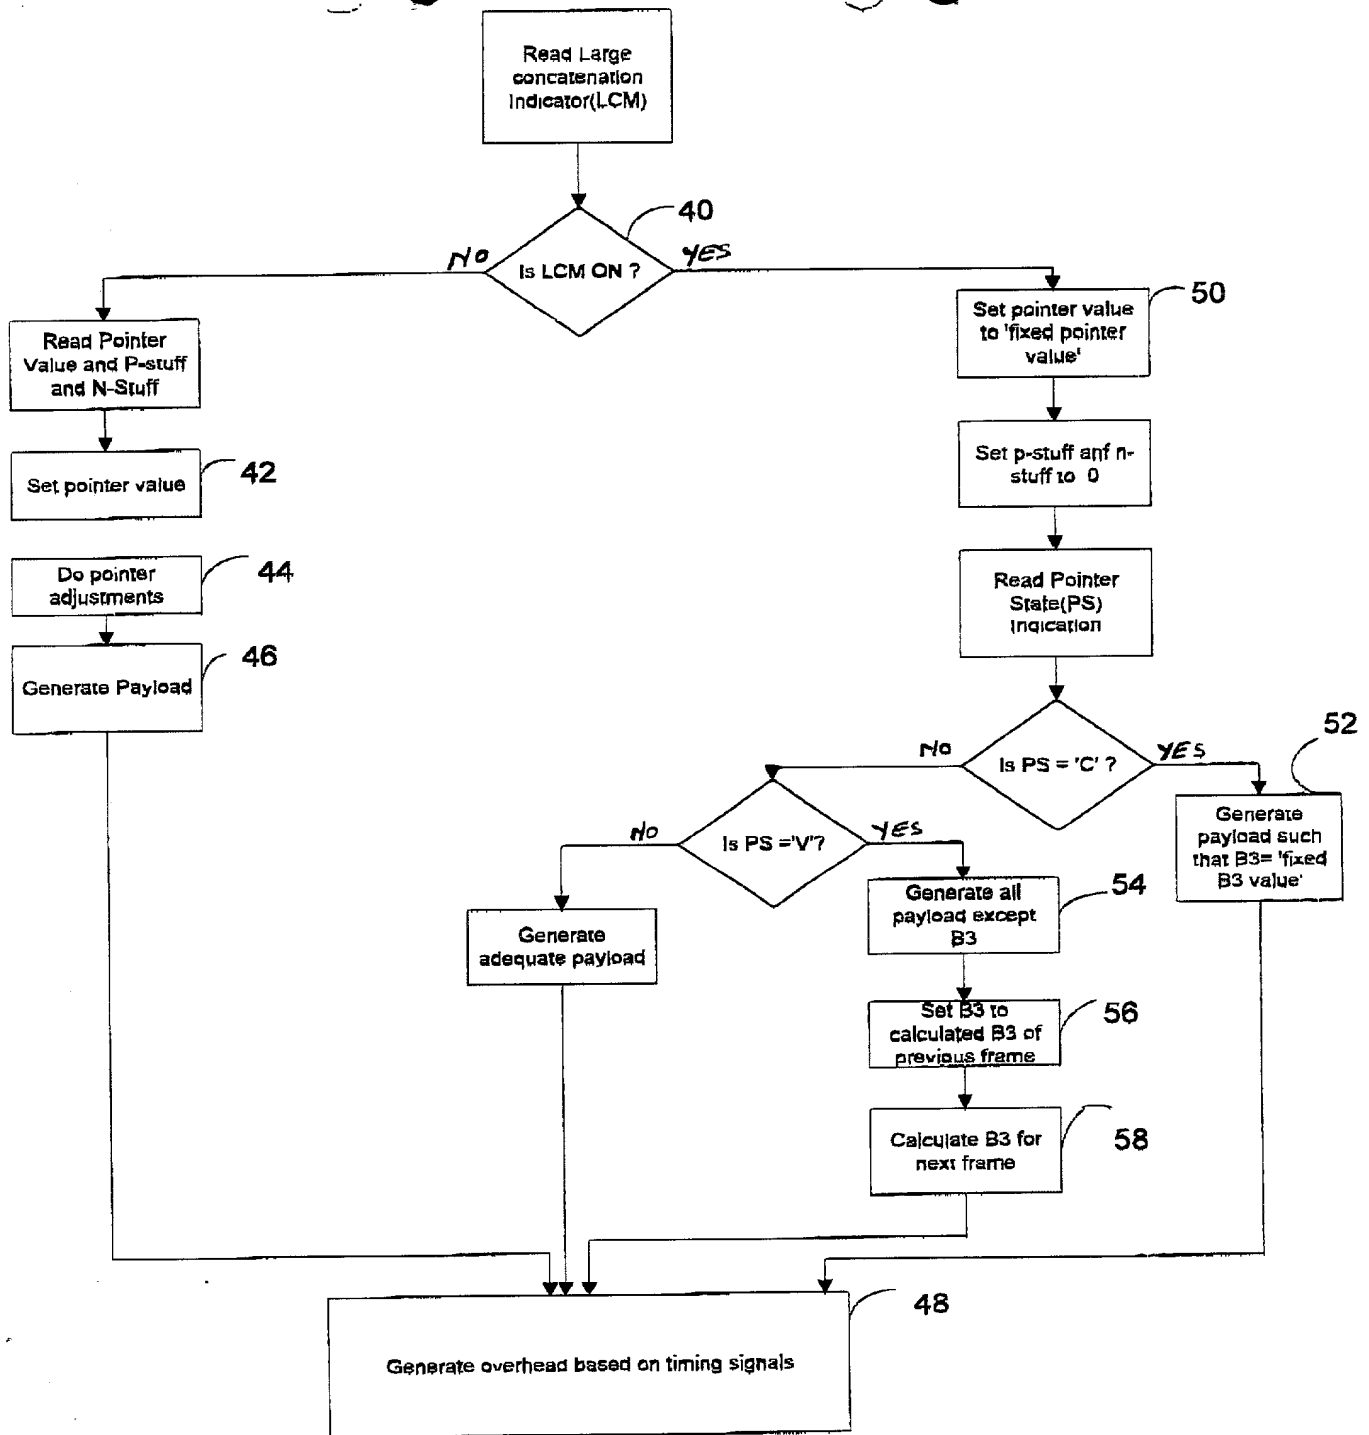 Read Large
concatenation
Indicator(LCM)
40
Is LCM ON ?
NO
YES
Read Pointer
Value and P-stuff
and N-Stuff
Set pointer value
42
Do pointer
adjustments
44
Generate Payload
46
Set pointer value
to 'fixed pointer
value'
50
Set p-stuff anf n-
stuff to 0
Read Pointer
State(PS)
Indication
Is PS = 'C' ?
NO
YES
52
Generate
payload such
that B3= 'fixed
B3 value'
Is PS ='V'?
NO
YES
Generate
adequate payload
Generate all
payload except
B3
54
Set B3 to
calculated B3 of
previous frame
56
Calculate B3 for
next frame
58
48
Generate overhead based on timing signals